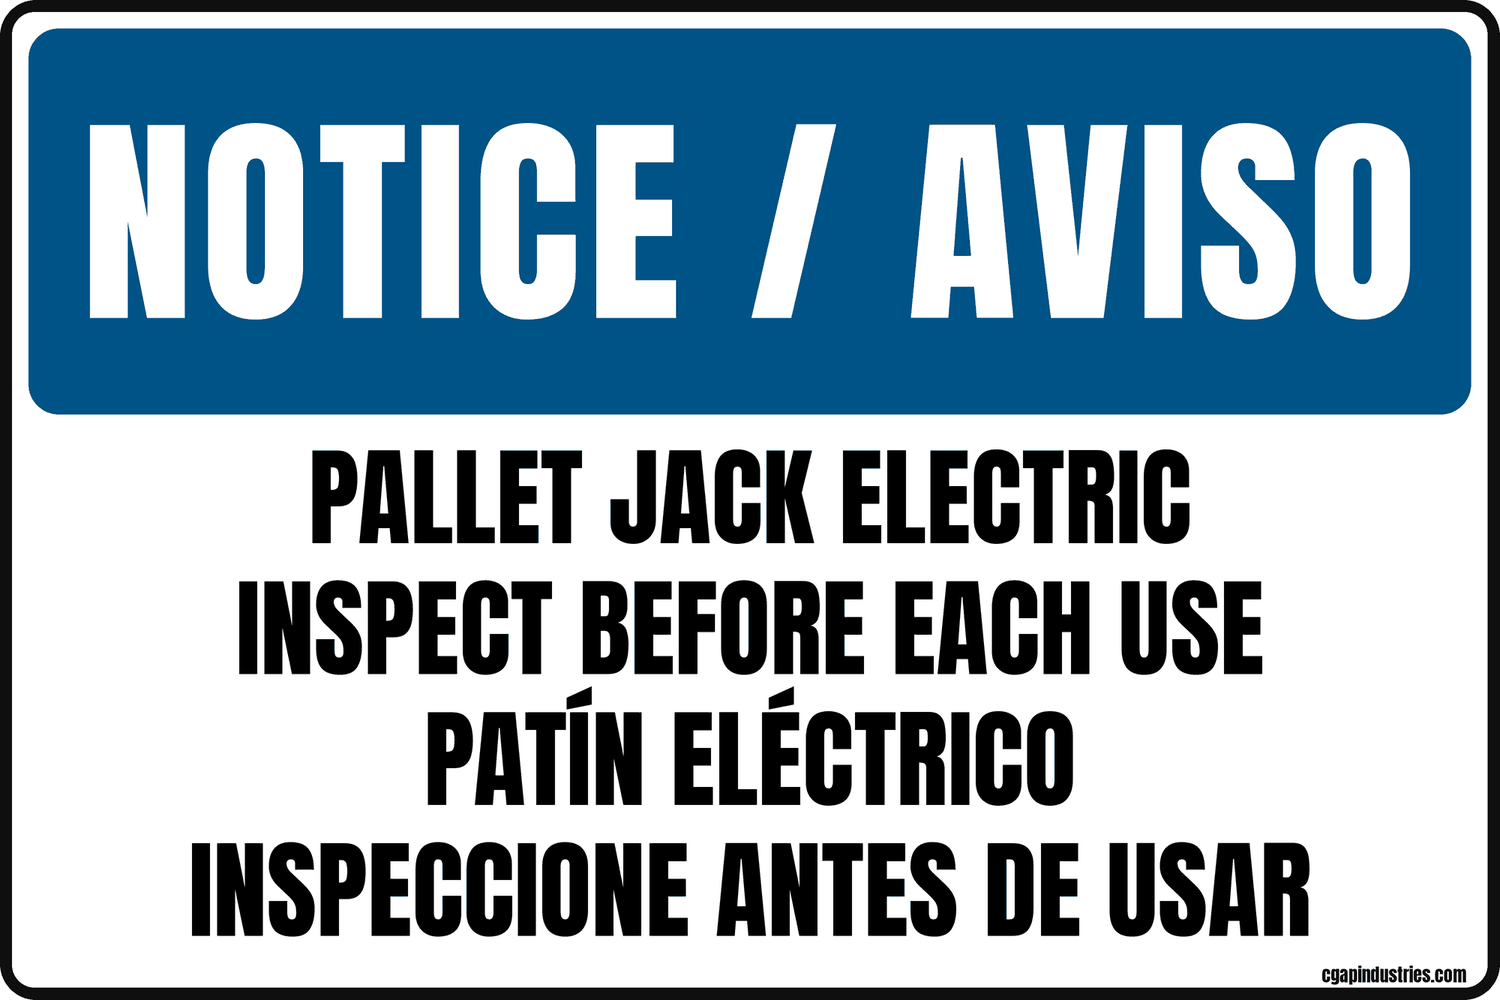 NOTICE / AVISO
PALLET JACK ELECTRIC
INSPECT BEFORE EACH USE
PATÍN ELÉCTRICO
INSPECCIONE ANTES DE USAR
cgapindustries.com